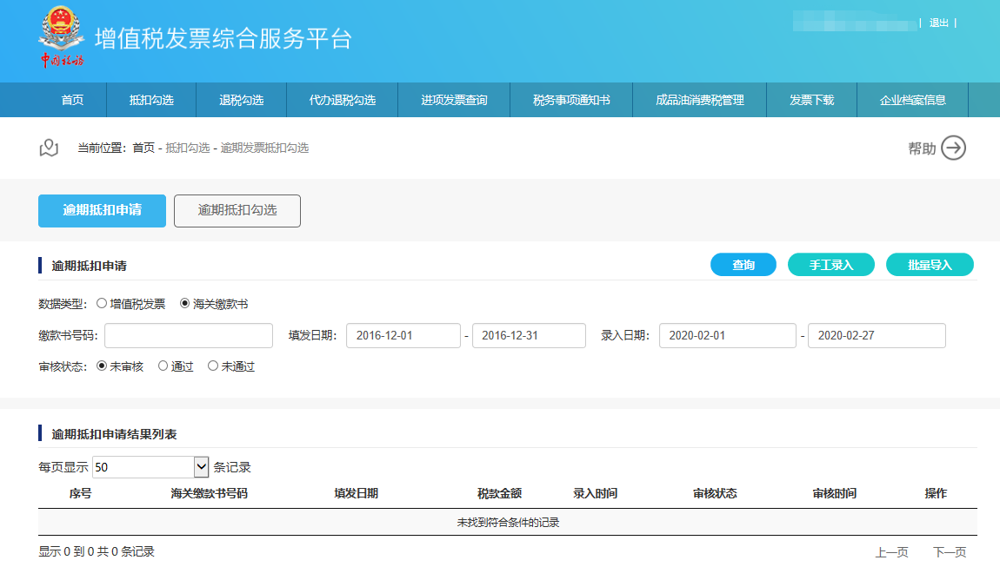 增值税发票综合服务平台
中国税务
| 退出 |
首页 抵扣勾选 退税勾选 代办退税勾选 进项发票查询 税务事项通知书 成品油消费税管理 发票下载 企业档案信息
当前位置：首页 - 抵扣勾选 - 逾期发票抵扣勾选 帮助
逾期抵扣申请 逾期抵扣勾选
逾期抵扣申请 查询 手工录入 批量导入
数据类型: 增值税发票 海关缴款书
缴款书号码: 填发日期: 2016-12-01 - 2016-12-31 录入日期: 2020-02-01 - 2020-02-27
审核状态: 未审核 通过 未通过
逾期抵扣申请结果列表
每页显示 50 条记录
序号 海关缴款书号码 填发日期 税款金额 录入时间 审核状态 审核时间 操作
未找到符合条件的记录
显示 0 到 0 共 0 条记录 上一页 下一页